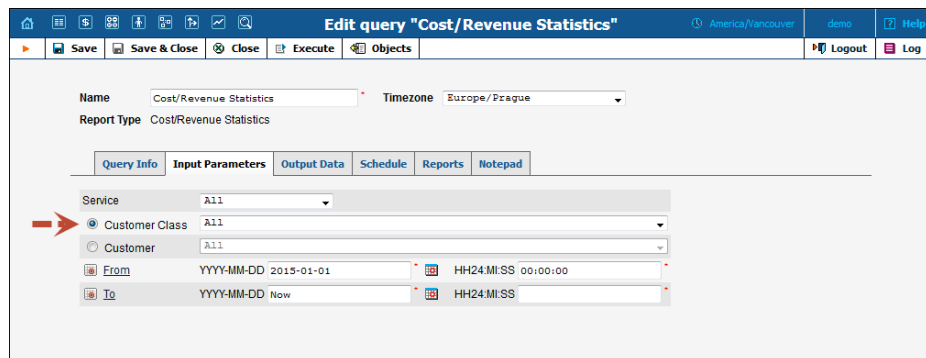 Edit query "Cost/Revenue Statistics" America/Vancouver demo ? Help
Save Save & Close Close Execute Objects Logout Log
Name Cost/Revenue Statistics * Timezone Europe/Prague
Report Type Cost/Revenue Statistics
Query Info Input Parameters Output Data Schedule Reports Notepad
Service All
Customer Class All
Customer All
From YYYY-MM-DD 2015-01-01 * HH24:MI:SS 00:00:00 *
To YYYY-MM-DD Now * HH24:MI:SS *